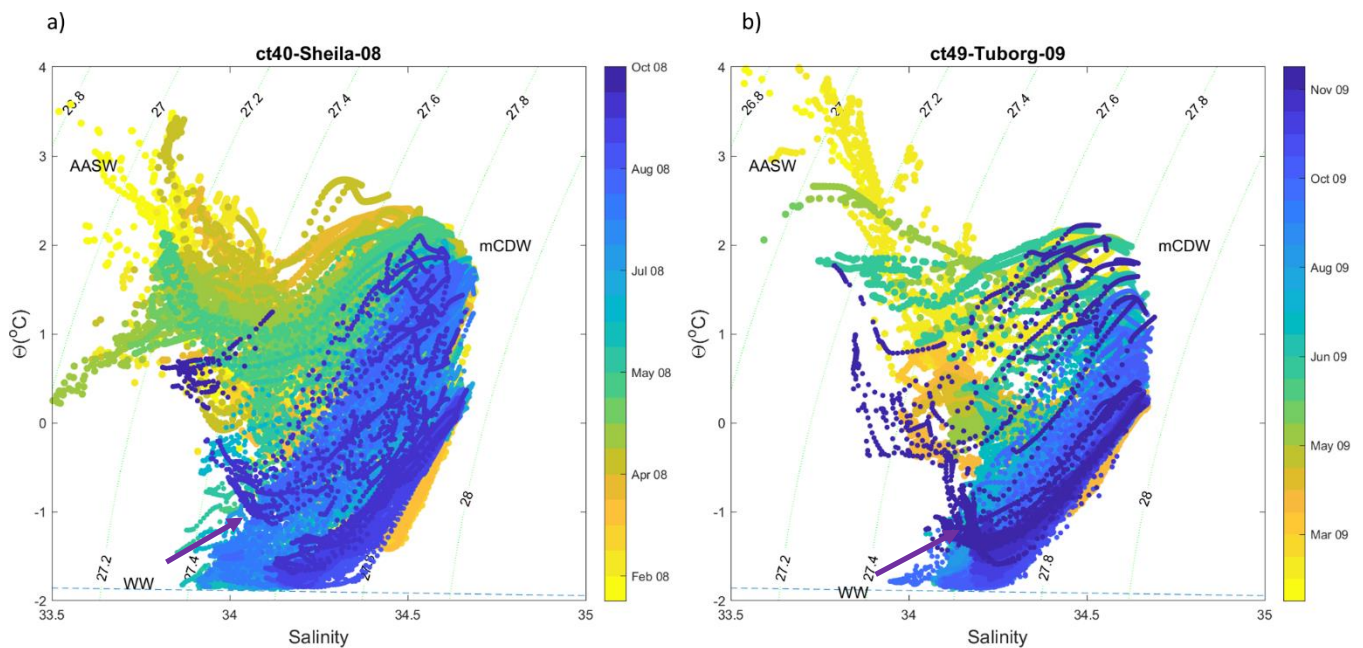 a)
ct40-Sheila-08
4
3
2
1
0
-1
-2
Θ(°C)
33.5
34
34.5
35
Salinity
26.8
27
27.2
27.4
27.6
27.8
AASW
mCDW
28
27.2
27.4
WW
Oct 08
Aug 08
Jul 08
May 08
Apr 08
Feb 08
b)
ct49-Tuborg-09
4
3
2
1
0
-1
-2
Θ(°C)
33.5
34
34.5
35
Salinity
26.8
27.2
27.4
27.6
27.8
AASW
mCDW
28
27.2
27.4
27.8
WW
Nov 09
Oct 09
Aug 09
Jun 09
May 09
Mar 09